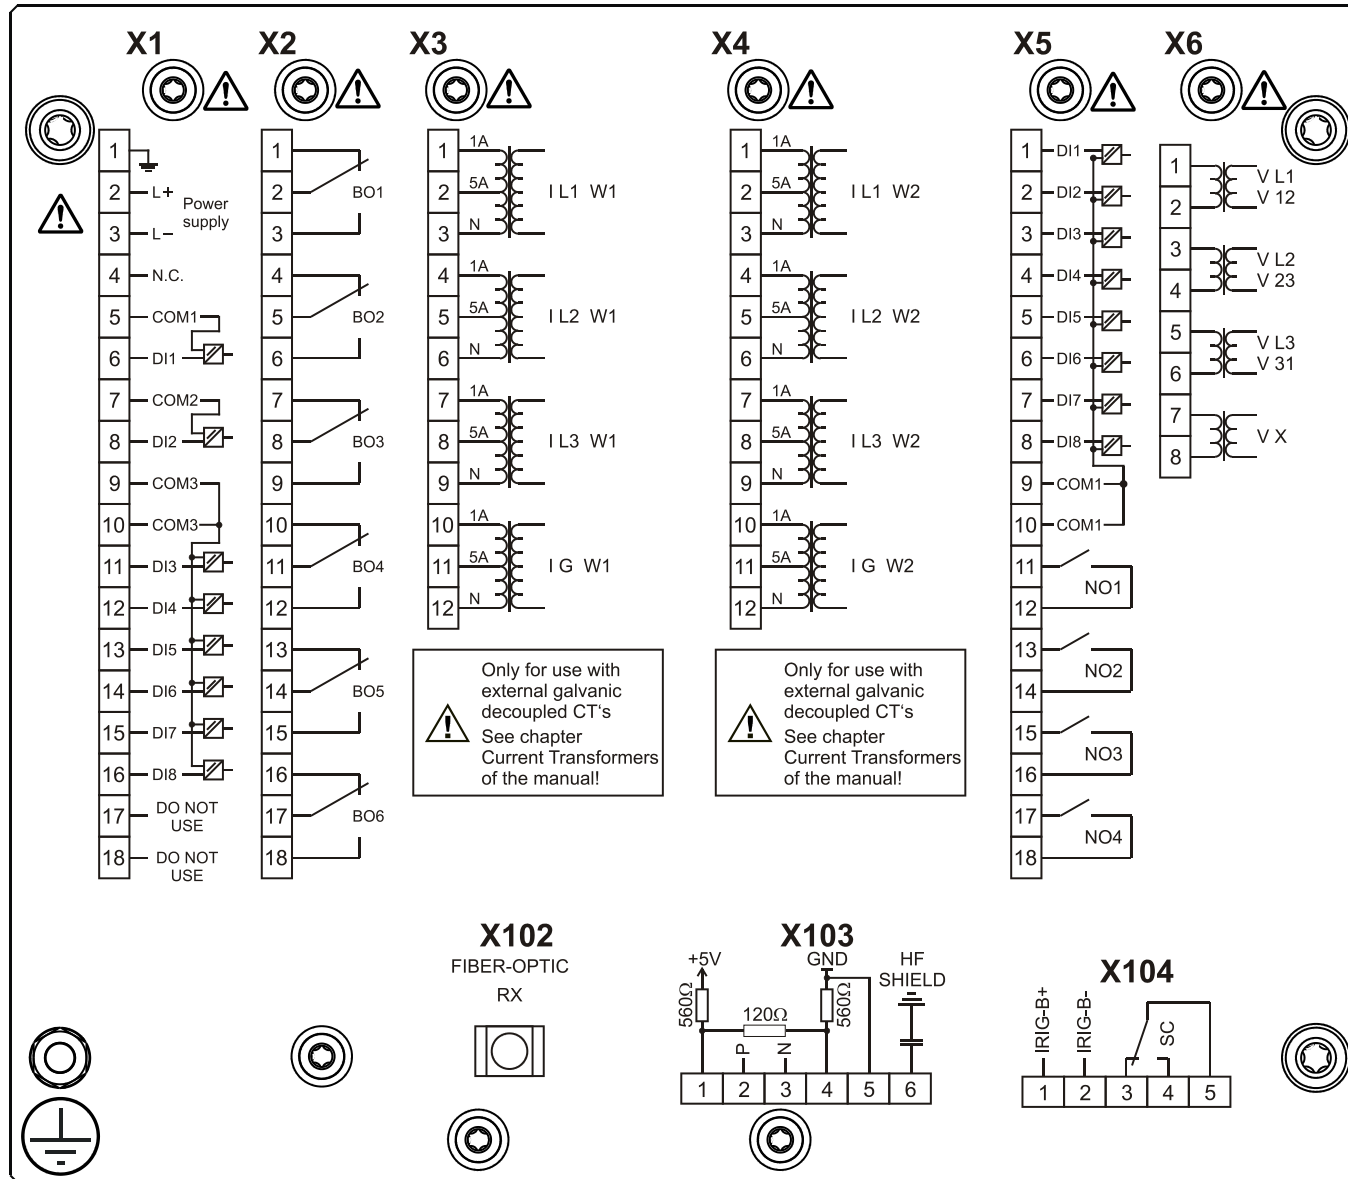 X1
1
2 L+
Power
supply
3 L−
4 N.C.
5 COM1
6 DI1
7 COM2
8 DI2
9 COM3
10 COM3
11 DI3
12 DI4
13 DI5
14 DI6
15 DI7
16 DI8
17 DO NOT
USE
18 DO NOT
USE
X2
1
2 BO1
3
4
5 BO2
6
7
8 BO3
9
10
11 BO4
12
13
14 BO5
15
16
17 BO6
18
X3
1 1A
2 5A I L1 W1
3 N
4 1A
5 5A I L2 W1
6 N
7 1A
8 5A I L3 W1
9 N
10 1A
11 5A I G W1
12 N
Only for use with
external galvanic
decoupled CT's
See chapter
Current Transformers
of the manual!
X4
1 1A
2 5A I L1 W2
3 N
4 1A
5 5A I L2 W2
6 N
7 1A
8 5A I L3 W2
9 N
10 1A
11 5A I G W2
12 N
Only for use with
external galvanic
decoupled CT's
See chapter
Current Transformers
of the manual!
X5
1 DI1
2 DI2
3 DI3
4 DI4
5 DI5
6 DI6
7 DI7
8 DI8
9 COM1
10 COM1
11
NO1
12
13
NO2
14
15
NO3
16
17
NO4
18
X6
1 V L1
2 V 12
3 V L2
4 V 23
5 V L3
6 V 31
7
V X
8
X102
FIBER-OPTIC
RX
X103
+5V GND HF
SHIELD
560Ω 120Ω 560Ω
P N
1 2 3 4 5 6
X104
IRIG-B+ IRIG-B- SC
1 2 3 4 5